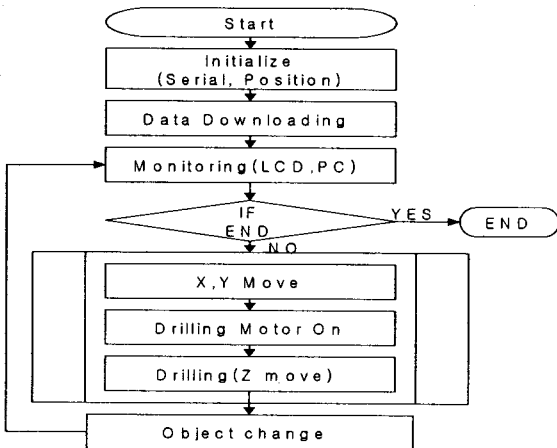 Start
Initialize
(Serial, Position)
Data Downloading
Monitoring(LCD,PC)
IF
END
YES
END
NO
X,Y Move
Drilling Motor On
Drilling(Z move)
Object change